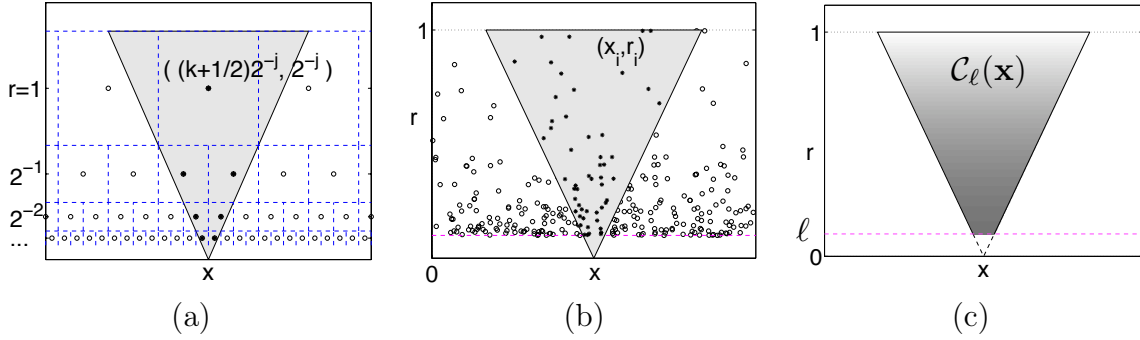 ( (k+1/2)2^{-j}, 2^{-j} )
r=1
2^{-1}
2^{-2}
...
x
(a)
1
(x_i,r_i)
r
0
x
(b)
1
C_ℓ(x)
r
ℓ
0
x
(c)